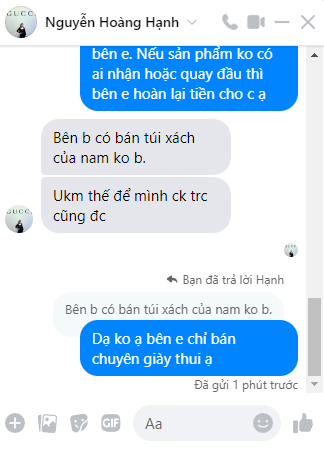 Nguyễn Hoàng Hạnh
bên e. Nếu sản phẩm ko có
ai nhận hoặc quay đầu thì
bên e hoàn lại tiền cho c ạ
Bên b có bán túi xách
của nam ko b.
Ukm thế để mình ck trc
cũng đc
Bạn đã trả lời Hạnh
Bên b có bán túi xách của nam ko b.
Dạ ko ạ bên e chỉ bán
chuyên giày thui ạ
Đã gửi 1 phút trước
GIF
Aa